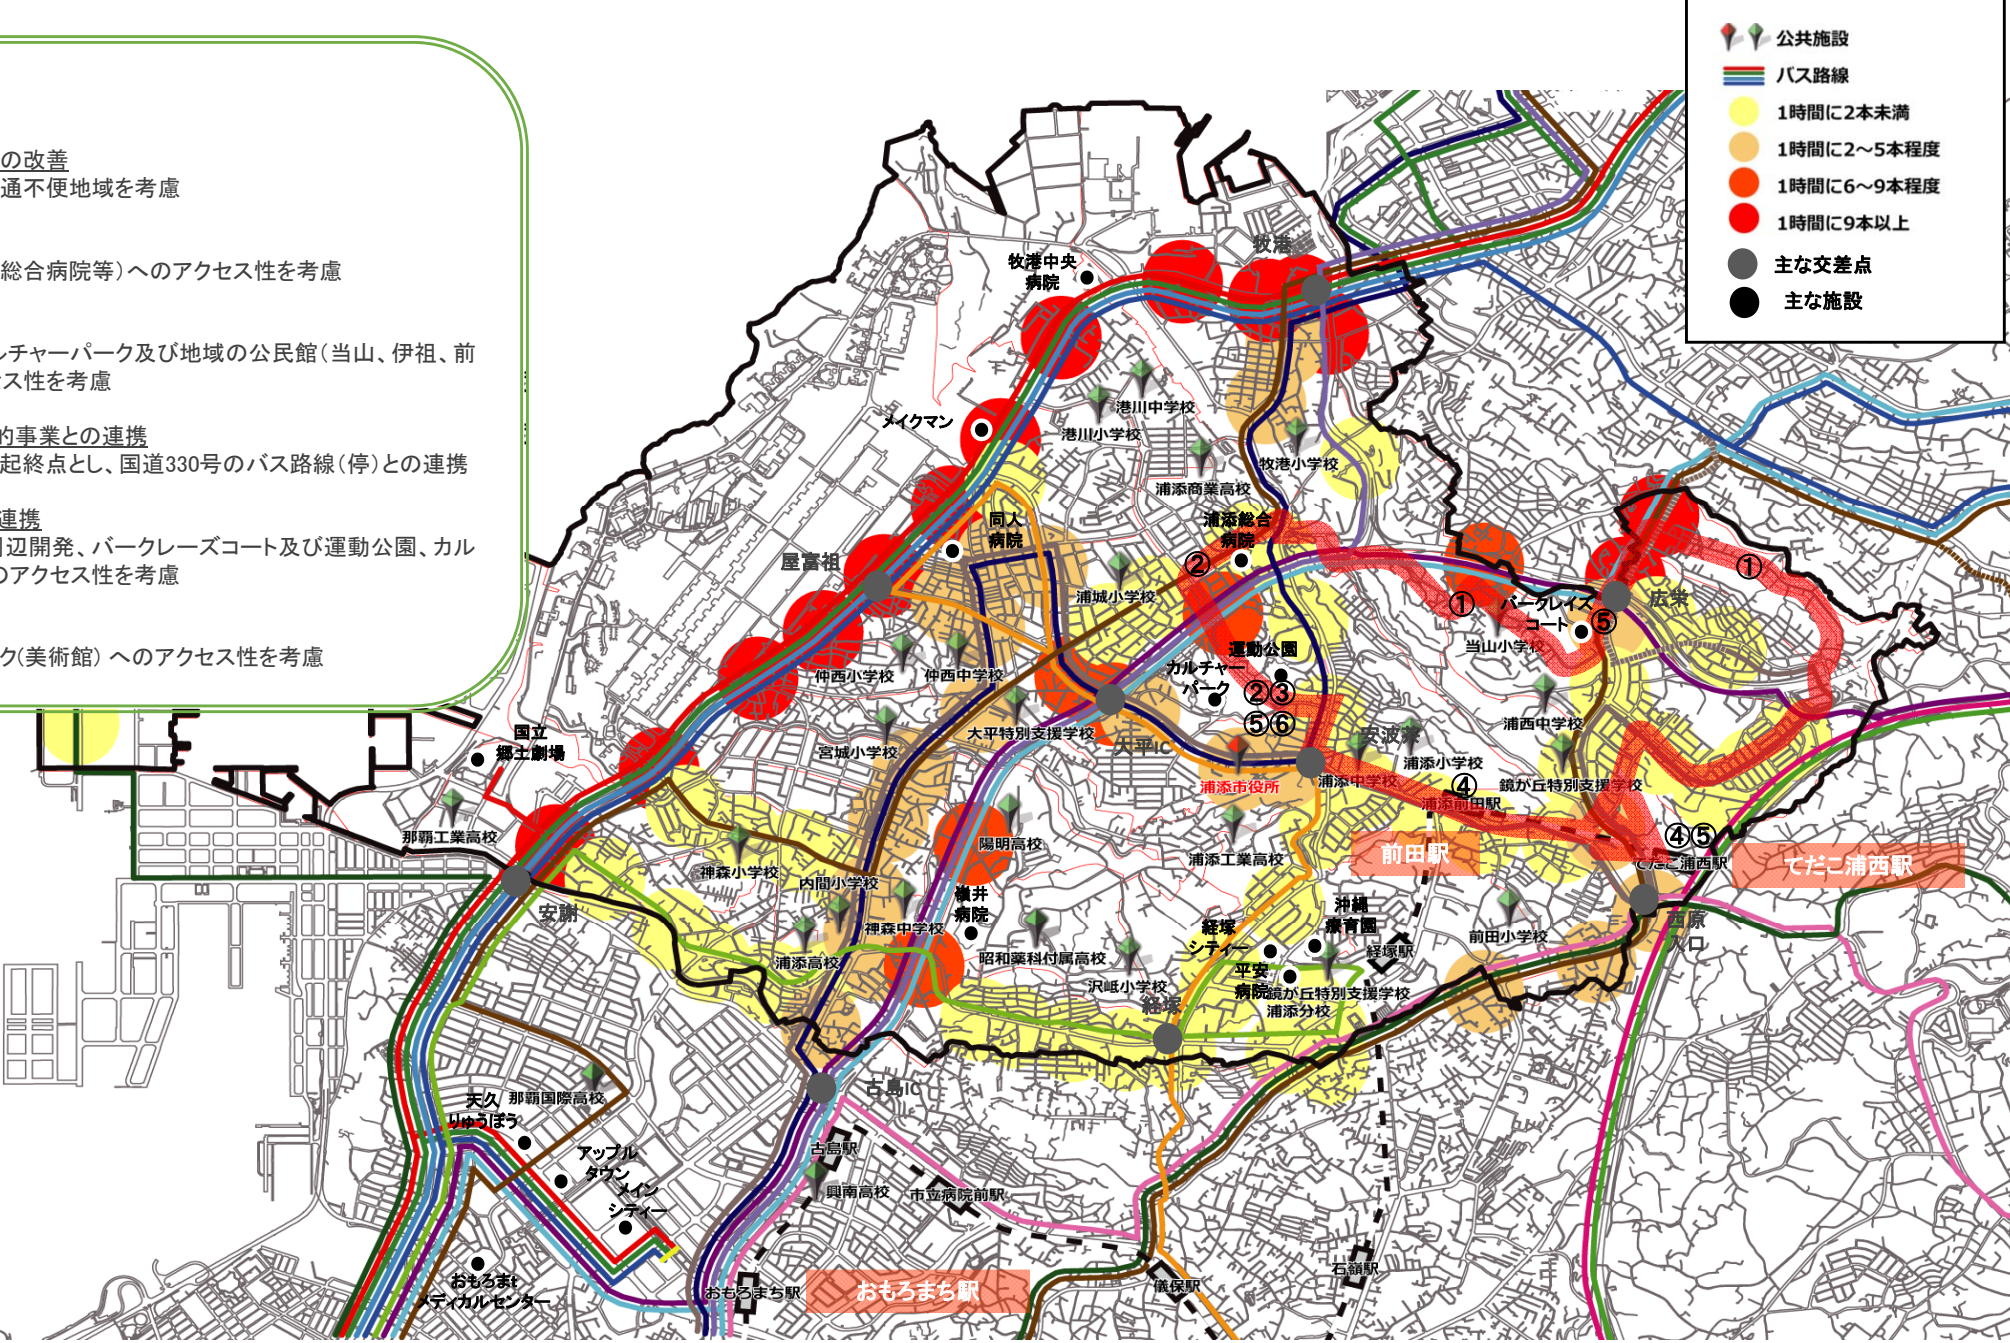 の改善
通不便地域を考慮
総合病院等）へのアクセス性を考慮
ルチャーパーク及び地域の公民館（当山、伊祖、前
セス性を考慮
的事業との連携
起終点とし、国道330号のバス路線（停）との連携
連携
周辺開発、バークレーズコート及び運動公園、カル
のアクセス性を考慮
ク(美術館) へのアクセス性を考慮
公共施設
バス路線
1時間に2本未満
1時間に2～5本程度
1時間に6～9本程度
1時間に9本以上
主な交差点
主な施設
牧港
牧港中央
病院
港川中学校
メイクマン
港川小学校
牧港小学校
浦添商業高校
同人
病院
浦添総合
病院
屋富祖
②
①
浦城小学校
①
バークレイズ
コート
⑤
広栄
当山小学校
運動公園
カルチャー
パーク
仲西小学校
仲西中学校
②③
⑤⑥
浦西中学校
国立
郷土劇場
宮城小学校
大平特別支援学校
大平IC
安波茶
浦添小学校
浦添市役所
浦添中学校
④
鏡が丘特別支援学校
浦添前田駅
那覇工業高校
陽明高校
浦添工業高校
前田駅
④⑤
てだこ浦西駅
てだこ浦西駅
神森小学校
内間小学校
安謝
嶺井
病院
神森中学校
経塚
シティー
沖縄
療育園
前田小学校
西原
入口
浦添高校
昭和薬科付属高校
経塚駅
平安
病院
沢岻小学校
鏡が丘特別支援学校
浦添分校
経塚
古島IC
天久
りゅうぼう
那覇国際高校
古島駅
アップル
タウン
メイン
シティー
興南高校
市立病院前駅
おもろまt
メディカルセンター
おもろまち駅
おもろまち駅
儀保駅
石嶺駅